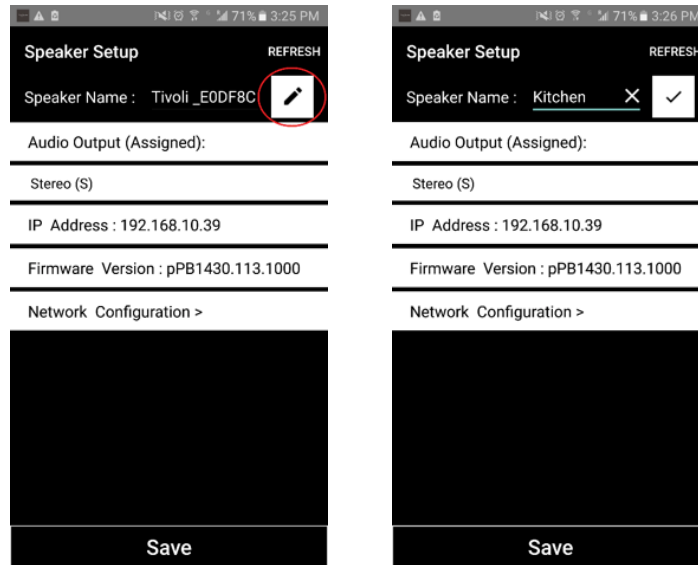 71% 3:25 PM
Speaker Setup REFRESH
Speaker Name : Tivoli _E0DF8C
Audio Output (Assigned):
Stereo (S)
IP Address : 192.168.10.39
Firmware Version : pPB1430.113.1000
Network Configuration >
Save
71% 3:26 PM
Speaker Setup REFRESH
Speaker Name : Kitchen
Audio Output (Assigned):
Stereo (S)
IP Address : 192.168.10.39
Firmware Version : pPB1430.113.1000
Network Configuration >
Save